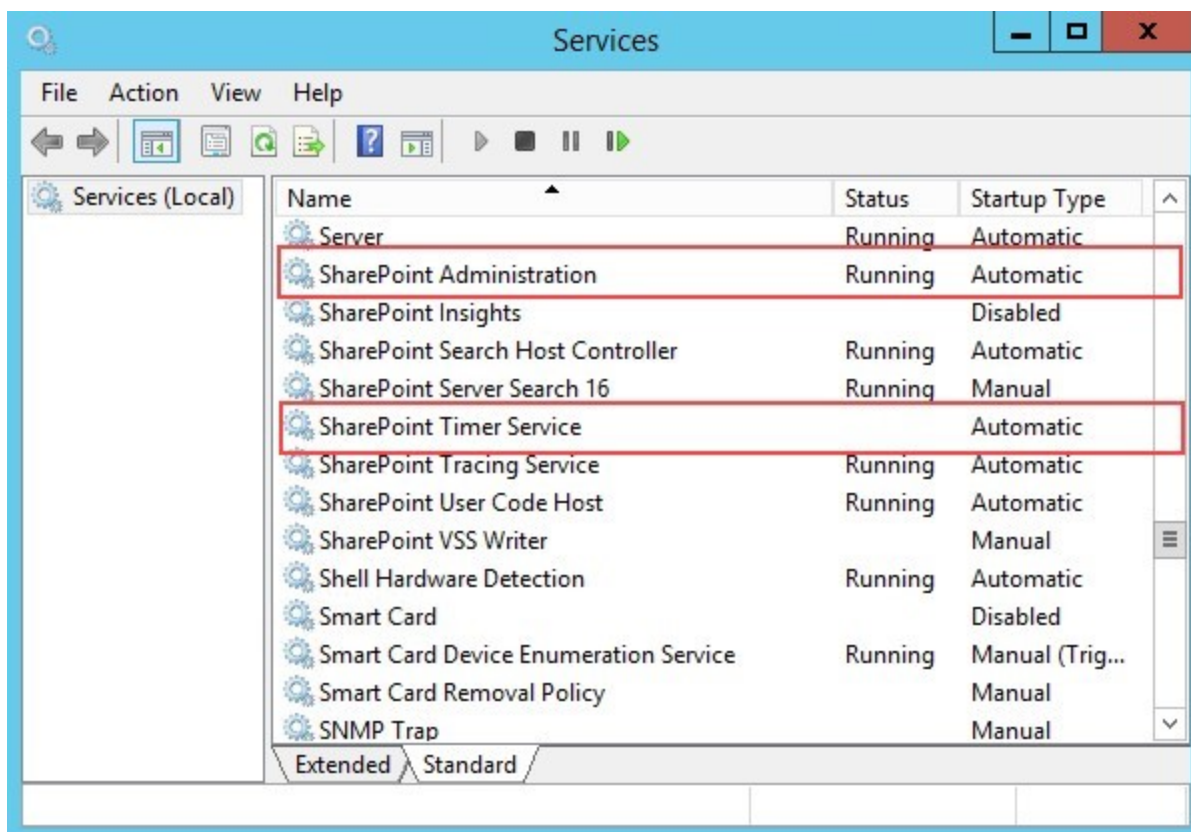 Services
File Action View Help
Services (Local)
Name Status Startup Type
Server Running Automatic
SharePoint Administration Running Automatic
SharePoint Insights Disabled
SharePoint Search Host Controller Running Automatic
SharePoint Server Search 16 Running Manual
SharePoint Timer Service Automatic
SharePoint Tracing Service Running Automatic
SharePoint User Code Host Running Automatic
SharePoint VSS Writer Manual
Shell Hardware Detection Running Automatic
Smart Card Disabled
Smart Card Device Enumeration Service Running Manual (Trig...
Smart Card Removal Policy Manual
SNMP Trap Manual
Extended Standard